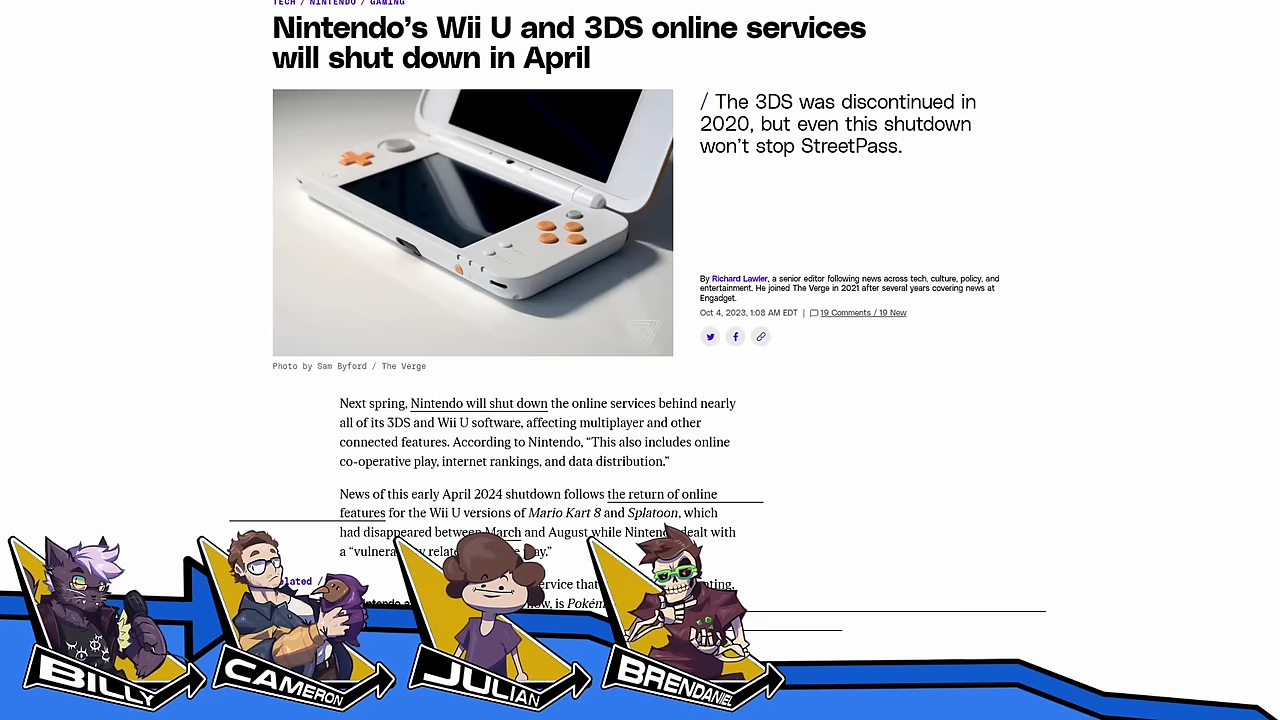 TECH / NINTENDO / GAMING
Nintendo's Wii U and 3DS online services
will shut down in April
/ The 3DS was discontinued in
2020, but even this shutdown
won't stop StreetPass.
By Richard Lawler, a senior editor following news across tech, culture, policy, and
entertainment. He joined The Verge in 2021 after several years covering news at
Engadget.
Oct 4, 2023, 1:08 AM EDT | 19 Comments / 19 New
Photo by Sam Byford / The Verge
Next spring, Nintendo will shut down the online services behind nearly
all of its 3DS and Wii U software, affecting multiplayer and other
connected features. According to Nintendo, “This also includes online
co-operative play, internet rankings, and data distribution.”
News of this early April 2024 shutdown follows the return of online
features for the Wii U versions of Mario Kart 8 and Splatoon, which
had disappeared between March and August while Nintendo dealt with
a “vulnera
BILLY
CAMERON
JULIAN
BRENDANIEL